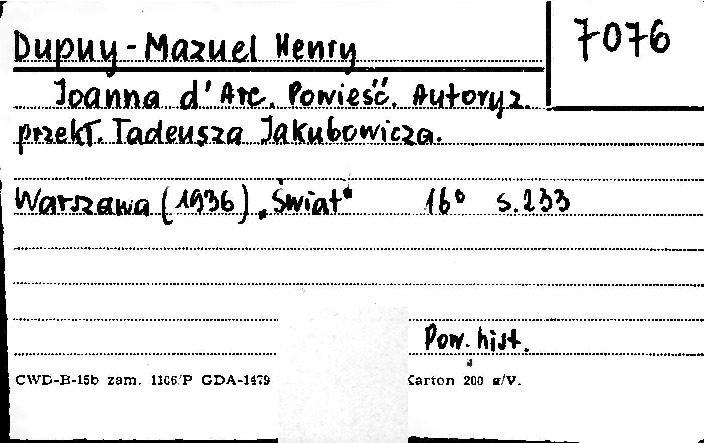 Dupuy-Mazuel Henry
7076
Joanna d'Arc. Powieść. Autoryz.
przekł. Tadeusza Jakubowicza.
Warszawa (1936) "Świat" 16° s. 233
Pow. hist.
CWD-B-15b zam. 1106/P GDA-1479 Karton 200 g/V.